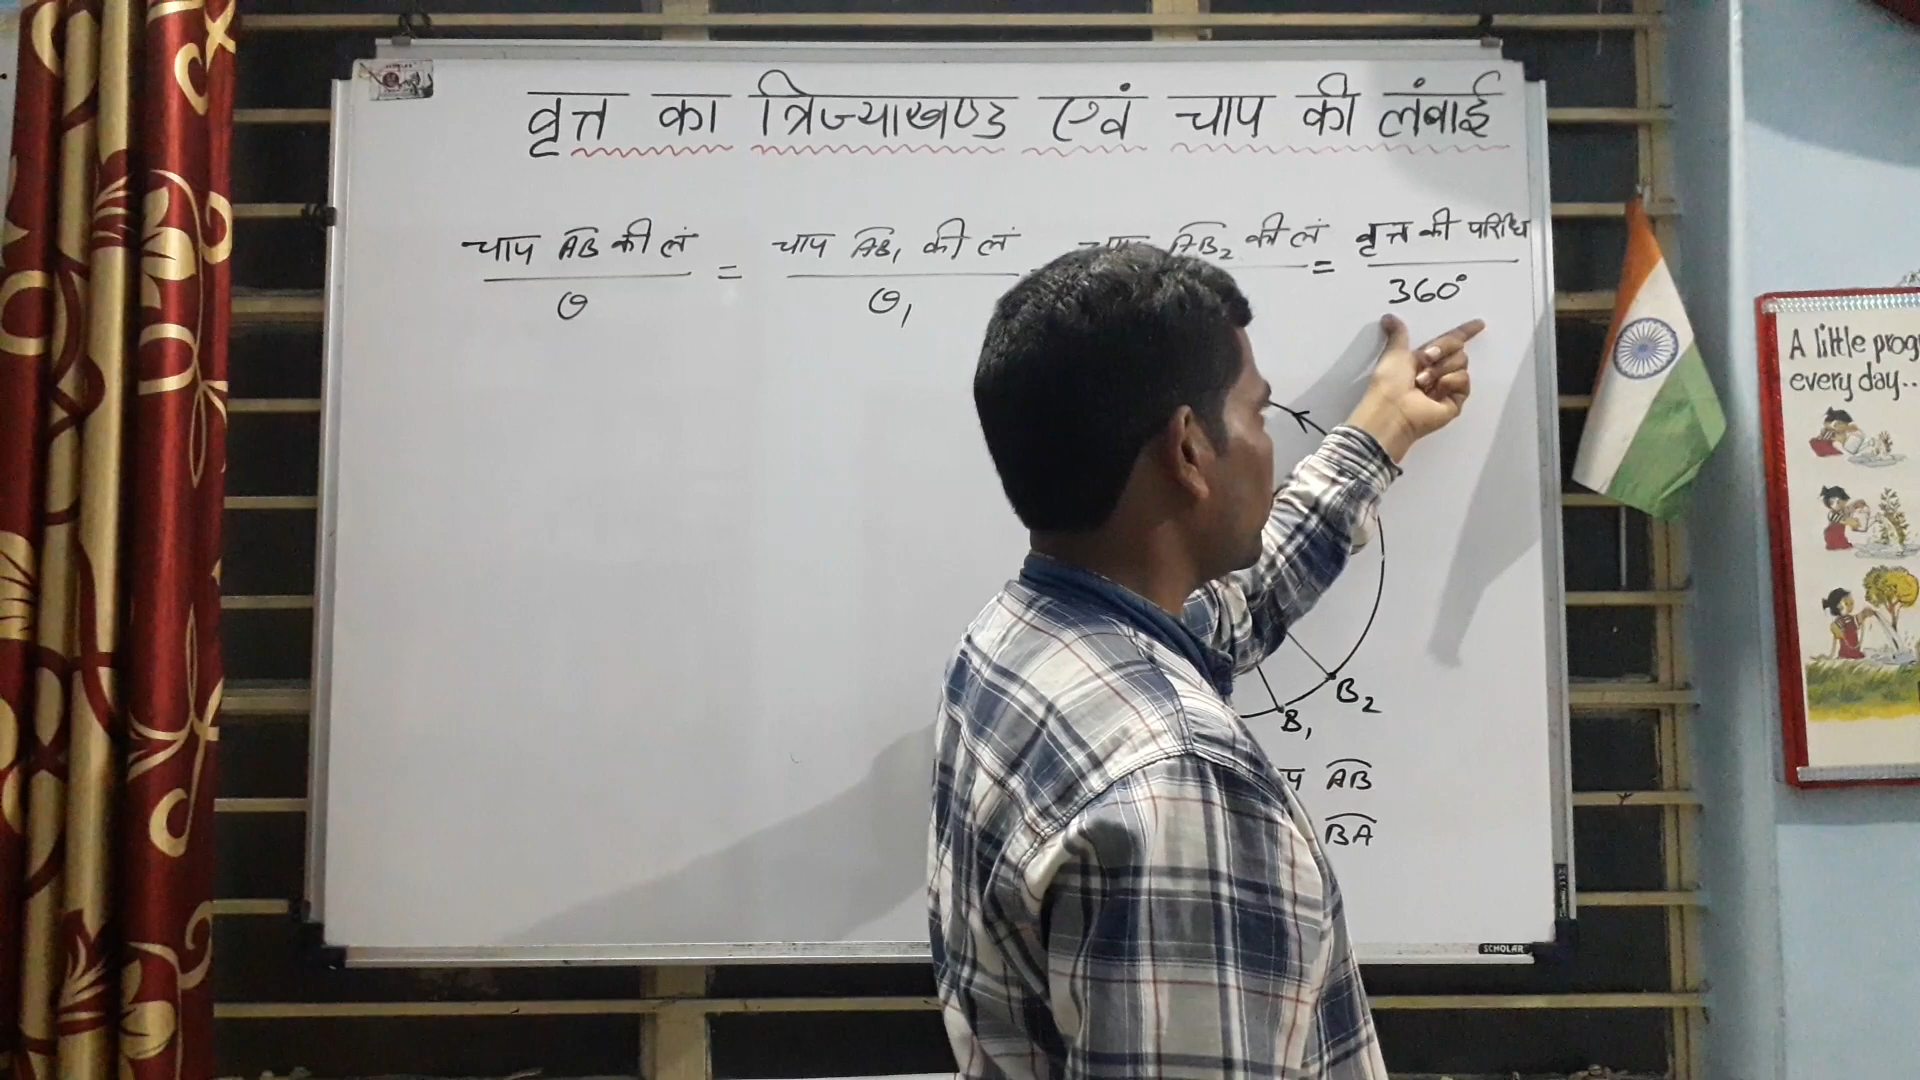 वृत्त का त्रिज्याखण्ड एवं चाप की लंबाई
चाप AB की लं = चाप AB₁ की लं AB₂ की लं = वृत्त की परिधि
θ θ₁ 360°
B₂
B₁
प AB
BA
SCHOLAR
A little prog
every day..